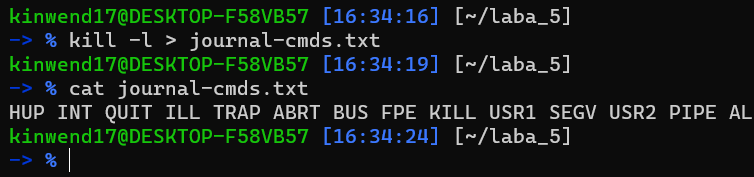 kinwend17@DESKTOP-F58VB57 [16:34:16] [~/laba_5]
-> % kill -l > journal-cmds.txt
kinwend17@DESKTOP-F58VB57 [16:34:19] [~/laba_5]
-> % cat journal-cmds.txt
HUP INT QUIT ILL TRAP ABRT BUS FPE KILL USR1 SEGV USR2 PIPE AL
kinwend17@DESKTOP-F58VB57 [16:34:24] [~/laba_5]
-> %